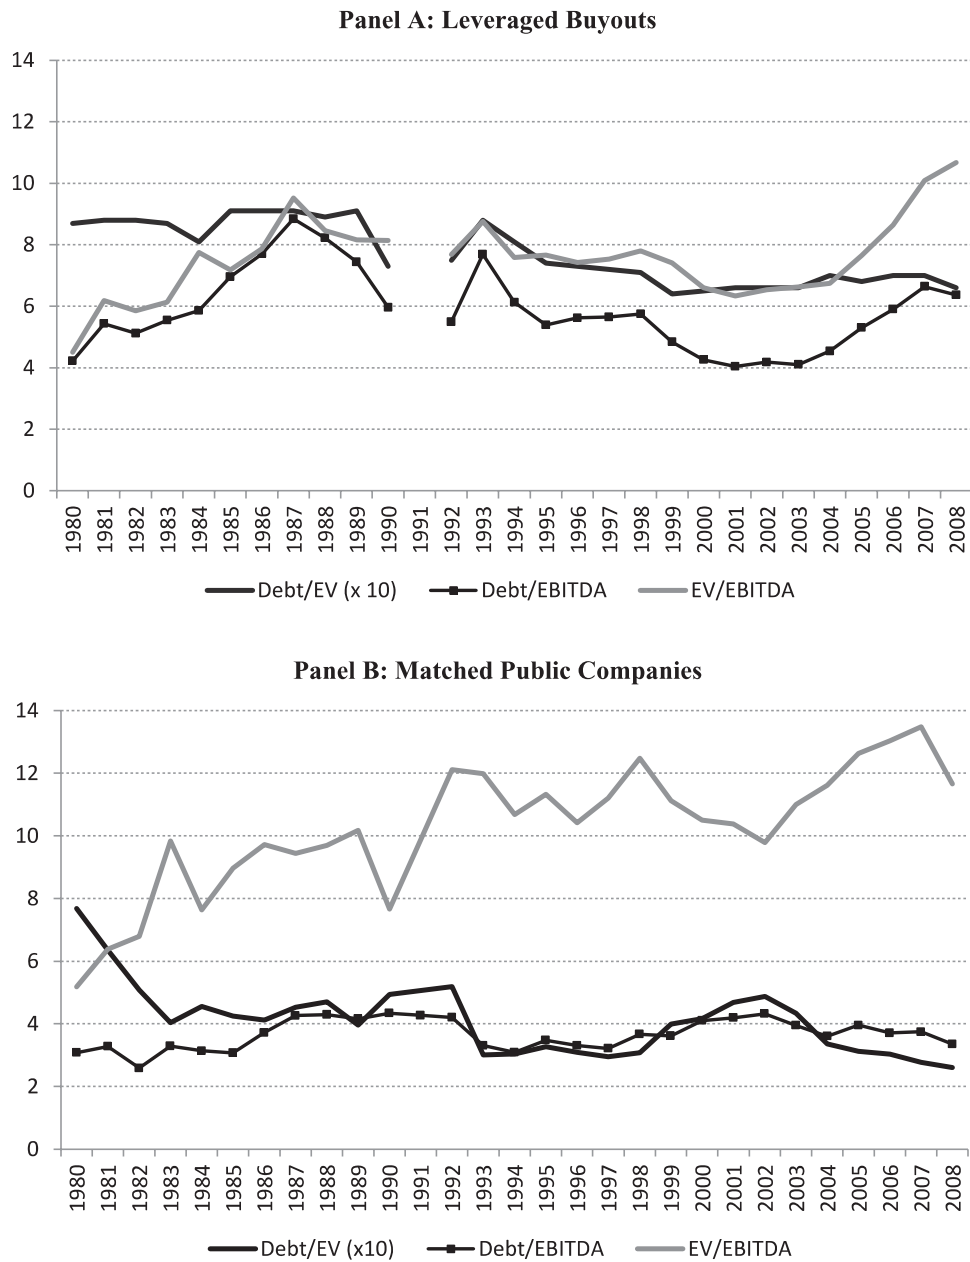 Panel A: Leveraged Buyouts
14
12
10
8
6
4
2
0
1980 1981 1982 1983 1984 1985 1986 1987 1988 1989 1990 1991 1992 1993 1994 1995 1996 1997 1998 1999 2000 2001 2002 2003 2004 2005 2006 2007 2008
Debt/EV (x 10) Debt/EBITDA EV/EBITDA
Panel B: Matched Public Companies
14
12
10
8
6
4
2
0
1980 1981 1982 1983 1984 1985 1986 1987 1988 1989 1990 1991 1992 1993 1994 1995 1996 1997 1998 1999 2000 2001 2002 2003 2004 2005 2006 2007 2008
Debt/EV (x10) Debt/EBITDA EV/EBITDA